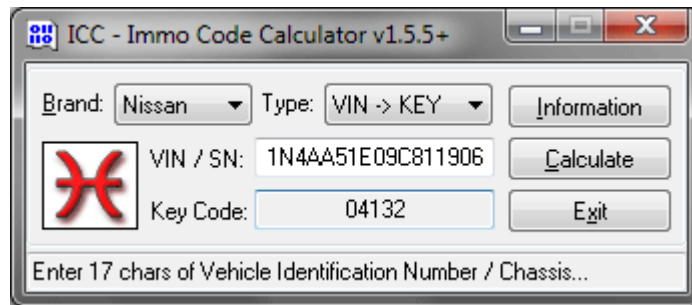 ICC - Immo Code Calculator v1.5.5+
Brand: Nissan Type: VIN -> KEY Information
VIN / SN: 1N4AA51E09C811906 Calculate
Key Code: 04132 Exit
Enter 17 chars of Vehicle Identification Number / Chassis...